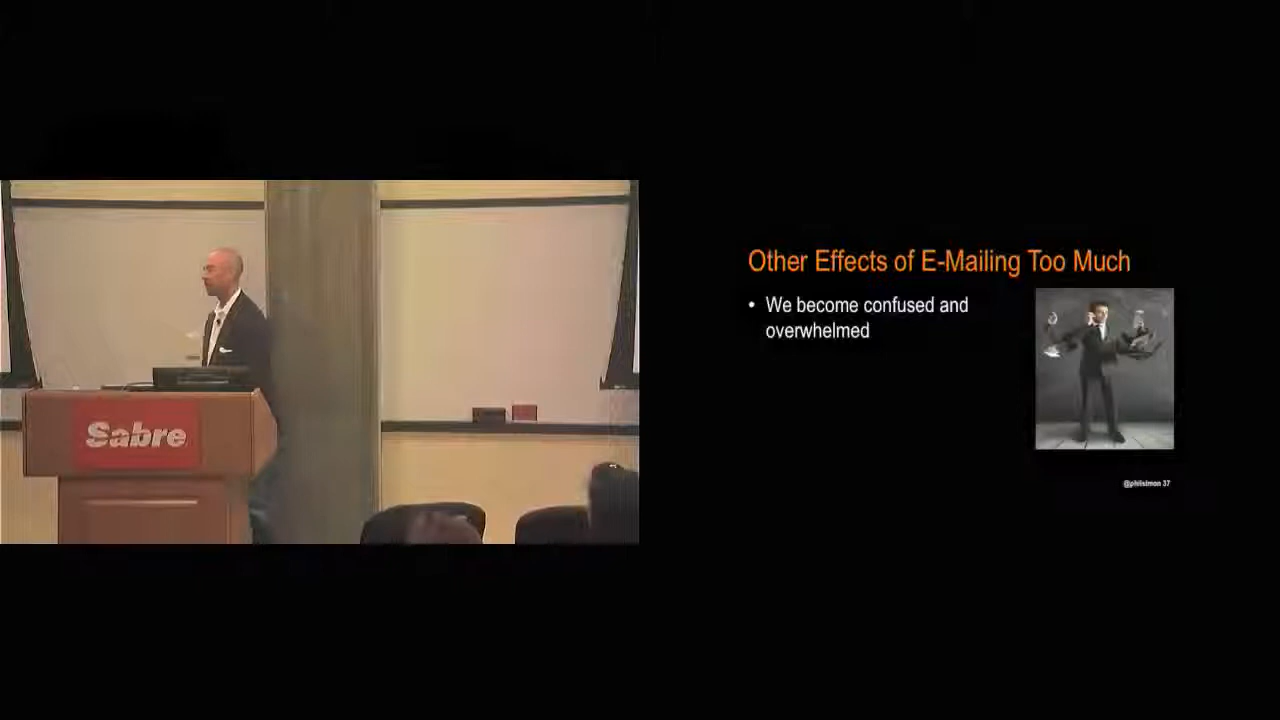 Sabre
Other Effects of E-Mailing Too Much
• We become confused and
overwhelmed
@philsimon 37